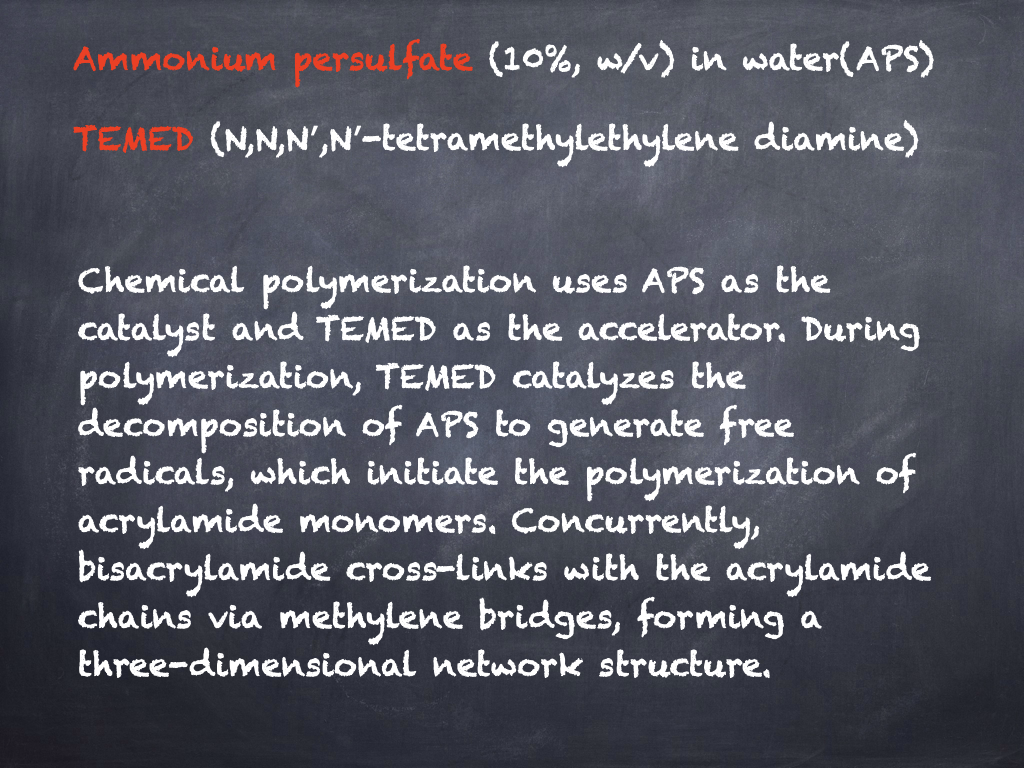 Ammonium persulfate (10%, w/v) in water(APS)
TEMED (N,N,N’,N’-tetramethylethylene diamine)
Chemical polymerization uses APS as the
catalyst and TEMED as the accelerator. During
polymerization, TEMED catalyzes the
decomposition of APS to generate free
radicals, which initiate the polymerization of
acrylamide monomers. Concurrently,
bisacrylamide cross-links with the acrylamide
chains via methylene bridges, forming a
three-dimensional network structure.